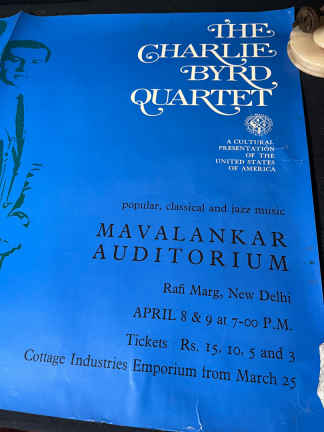 THE
CHARLIE
BYRD
QUARTET
A CULTURAL
PRESENTATION
OF THE
UNITED STATES
OF AMERICA
popular, classical and jazz music
MAVALANKAR
AUDITORIUM
Rafi Marg, New Delhi
APRIL 8 & 9 at 7-00 P.M.
Tickets Rs. 15, 10, 5 and 3
Cottage Industries Emporium from March 25